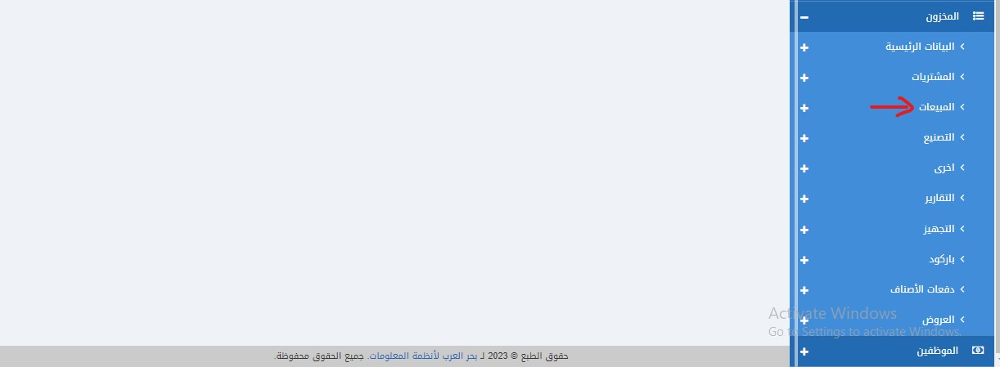 المخزون
البيانات الرئيسية
المشتريات
المبيعات
التصنيع
اخرى
التقارير
التجهيز
باركود
دفعات الأصناف
العروض
الموظفين
Activate Windows
Go to Settings to activate Windows.
حقوق الطبع © 2023 لـ بحر العرب لأنظمة المعلومات. جميع الحقوق محفوظة.